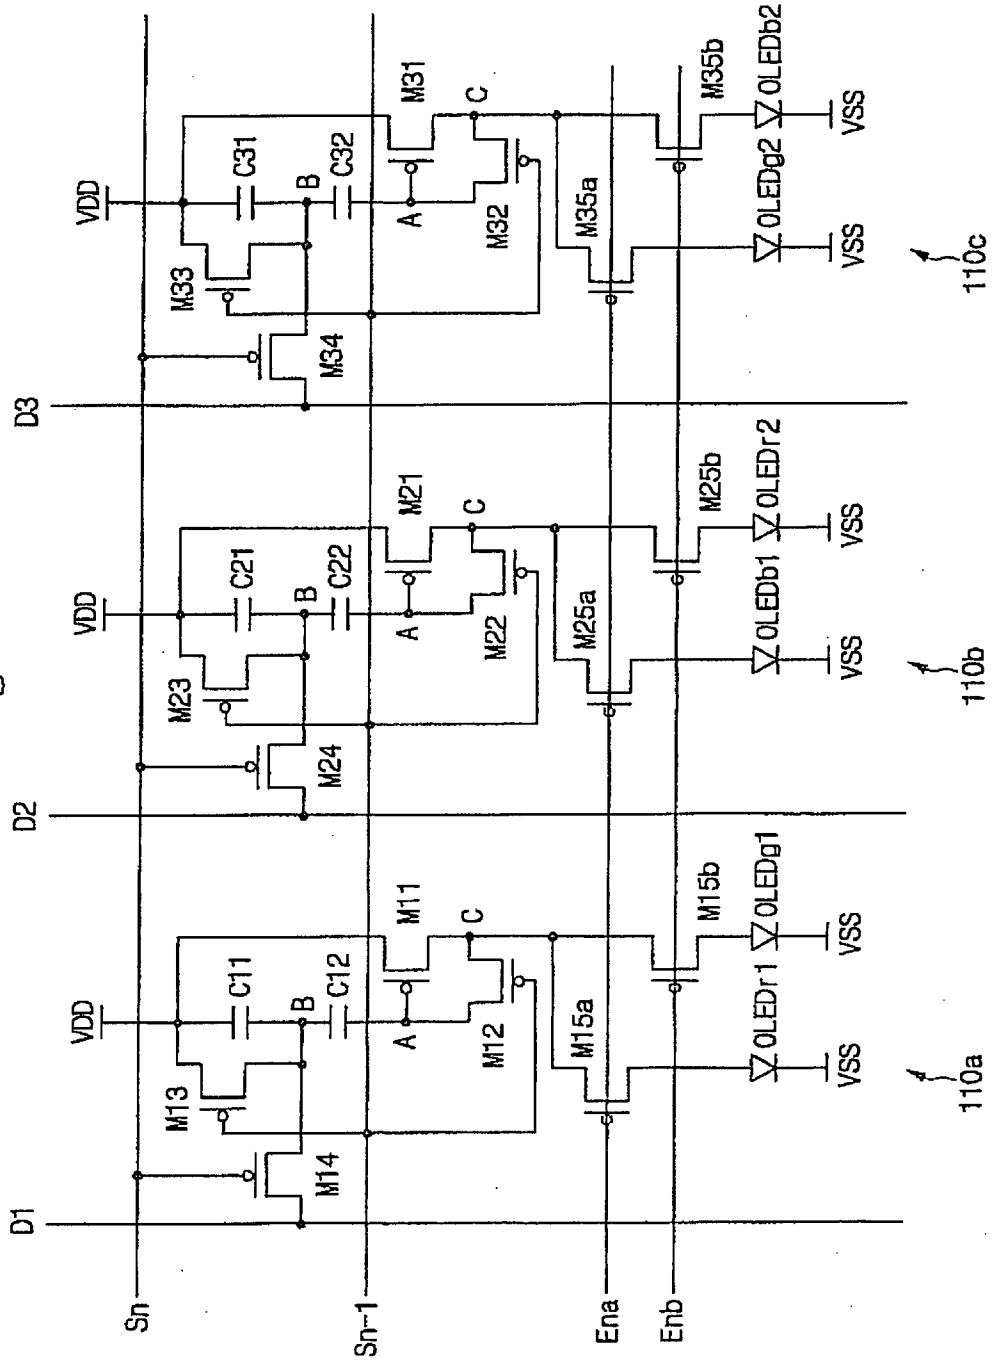 D1
D2
D3
Sn
Sn-1
Ena
Enb
VDD
M13
C11
M14
B
C12
M11
A
C
M12
M15a
M15b
OLEDr1
OLEDg1
VSS
VSS
110a
VDD
M23
C21
M24
B
C22
M21
A
C
M22
M25a
M25b
OLEDb1
OLEDr2
VSS
VSS
110b
VDD
M33
C31
M34
B
C32
M31
A
C
M32
M35a
M35b
OLEDg2
OLEDb2
VSS
VSS
110c